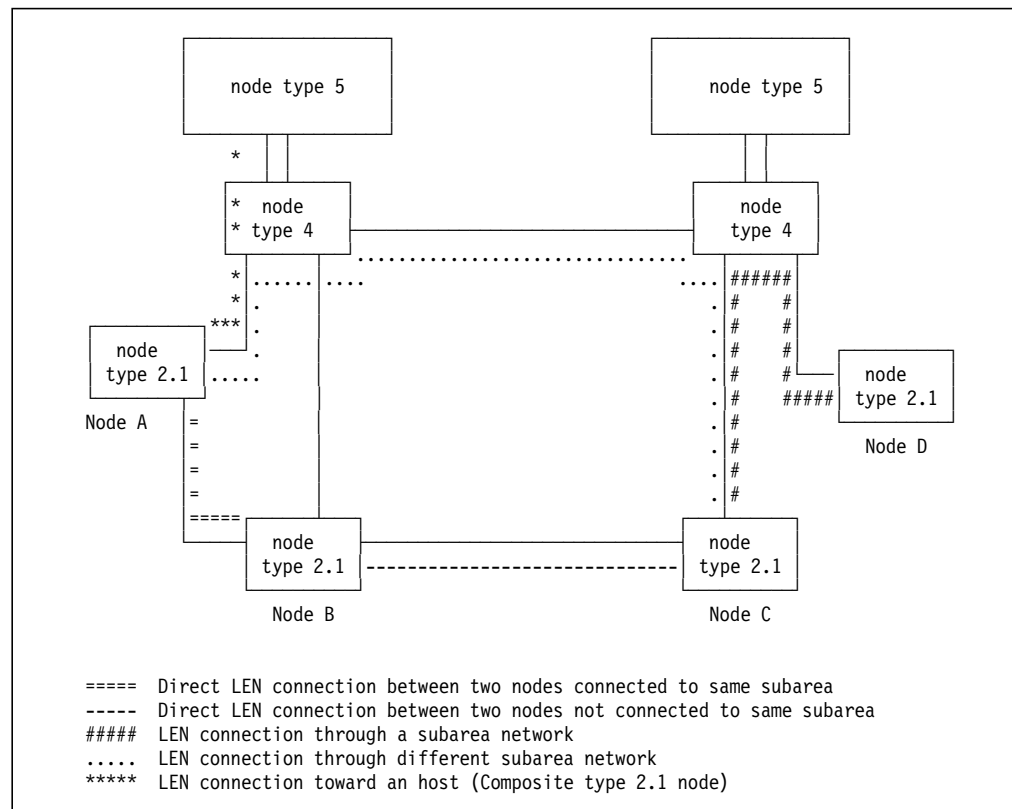 node type 5
node type 5
node
type 4
node
type 4
node
type 2.1
Node A
node
type 2.1
Node D
node
type 2.1
Node B
node
type 2.1
Node C
===== Direct LEN connection between two nodes connected to same subarea
----- Direct LEN connection between two nodes not connected to same subarea
##### LEN connection through a subarea network
..... LEN connection through different subarea network
***** LEN connection toward an host (Composite type 2.1 node)